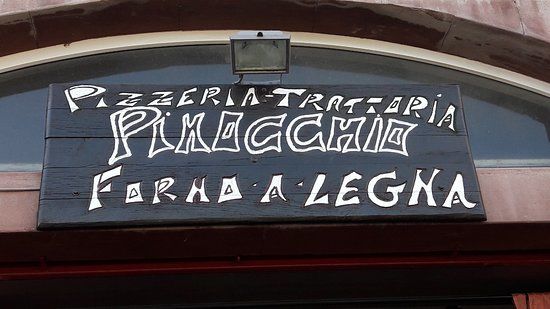 PIZZERIA-TRATTORIA
PINOCCHIO
FORNO A LEGNA